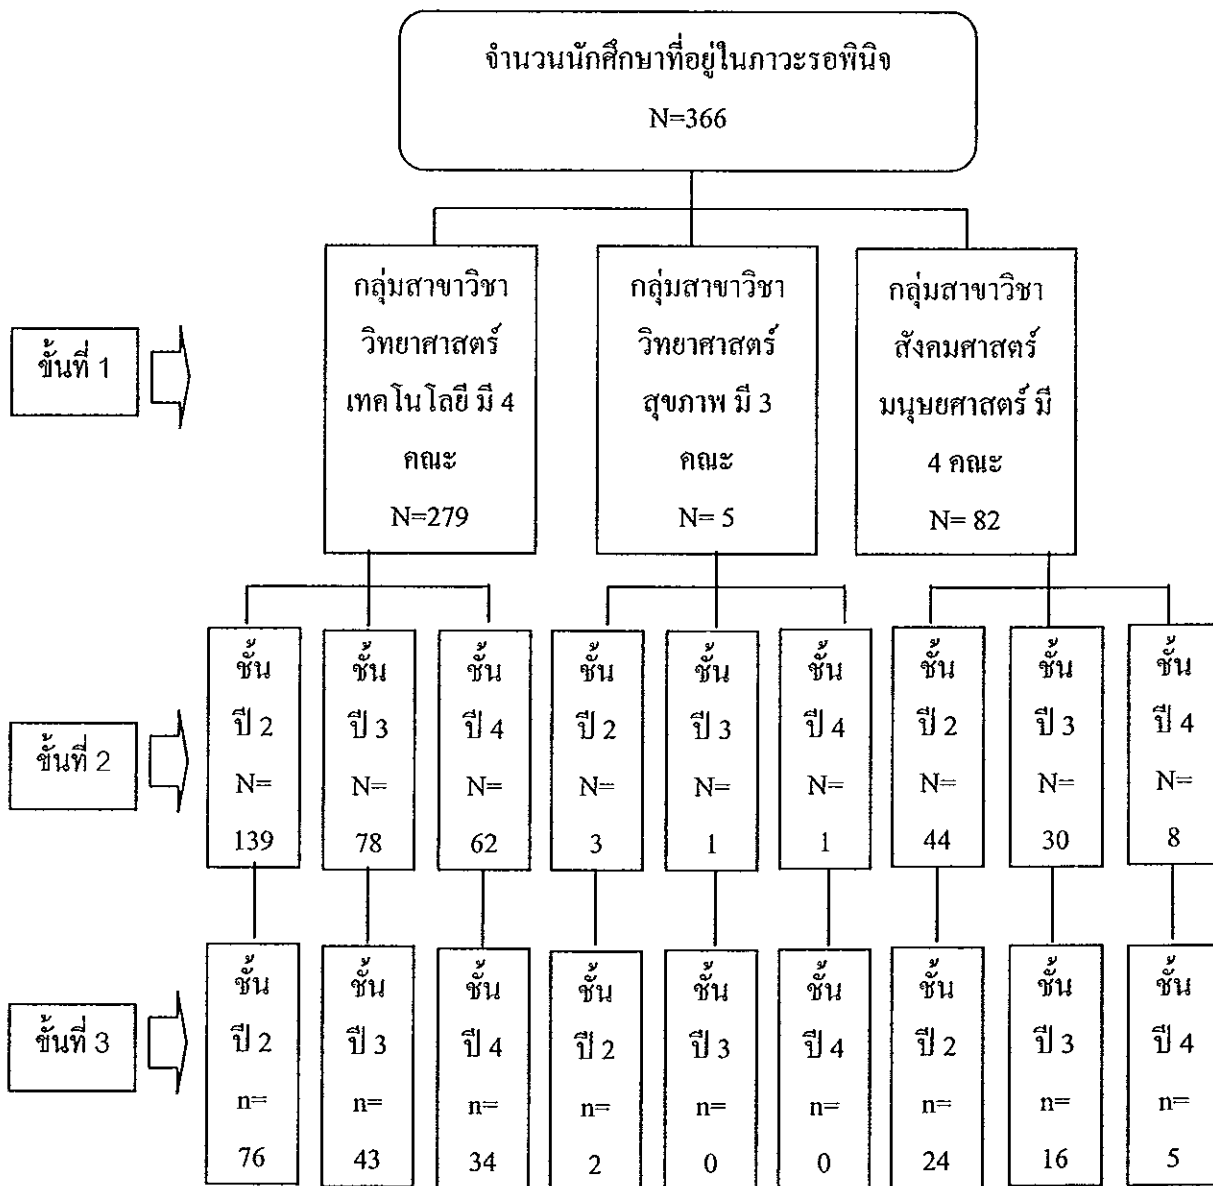 จำนวนนักศึกษาที่อยู่ในภาวะรอพินิจ
N=366
ขั้นที่ 1
กลุ่มสาขาวิชา
วิทยาศาสตร์
เทคโนโลยี มี 4
คณะ
N=279
กลุ่มสาขาวิชา
วิทยาศาสตร์
สุขภาพ มี 3
คณะ
N= 5
กลุ่มสาขาวิชา
สังคมศาสตร์
มนุษยศาสตร์ มี
4 คณะ
N= 82
ขั้นที่ 2
ชั้น
ปี 2
N=
139
ชั้น
ปี 3
N=
78
ชั้น
ปี 4
N=
62
ชั้น
ปี 2
N=
3
ชั้น
ปี 3
N=
1
ชั้น
ปี 4
N=
1
ชั้น
ปี 2
N=
44
ชั้น
ปี 3
N=
30
ชั้น
ปี 4
N=
8
ขั้นที่ 3
ชั้น
ปี 2
n=
76
ชั้น
ปี 3
n=
43
ชั้น
ปี 4
n=
34
ชั้น
ปี 2
n=
2
ชั้น
ปี 3
n=
0
ชั้น
ปี 4
n=
0
ชั้น
ปี 2
n=
24
ชั้น
ปี 3
n=
16
ชั้น
ปี 4
n=
5